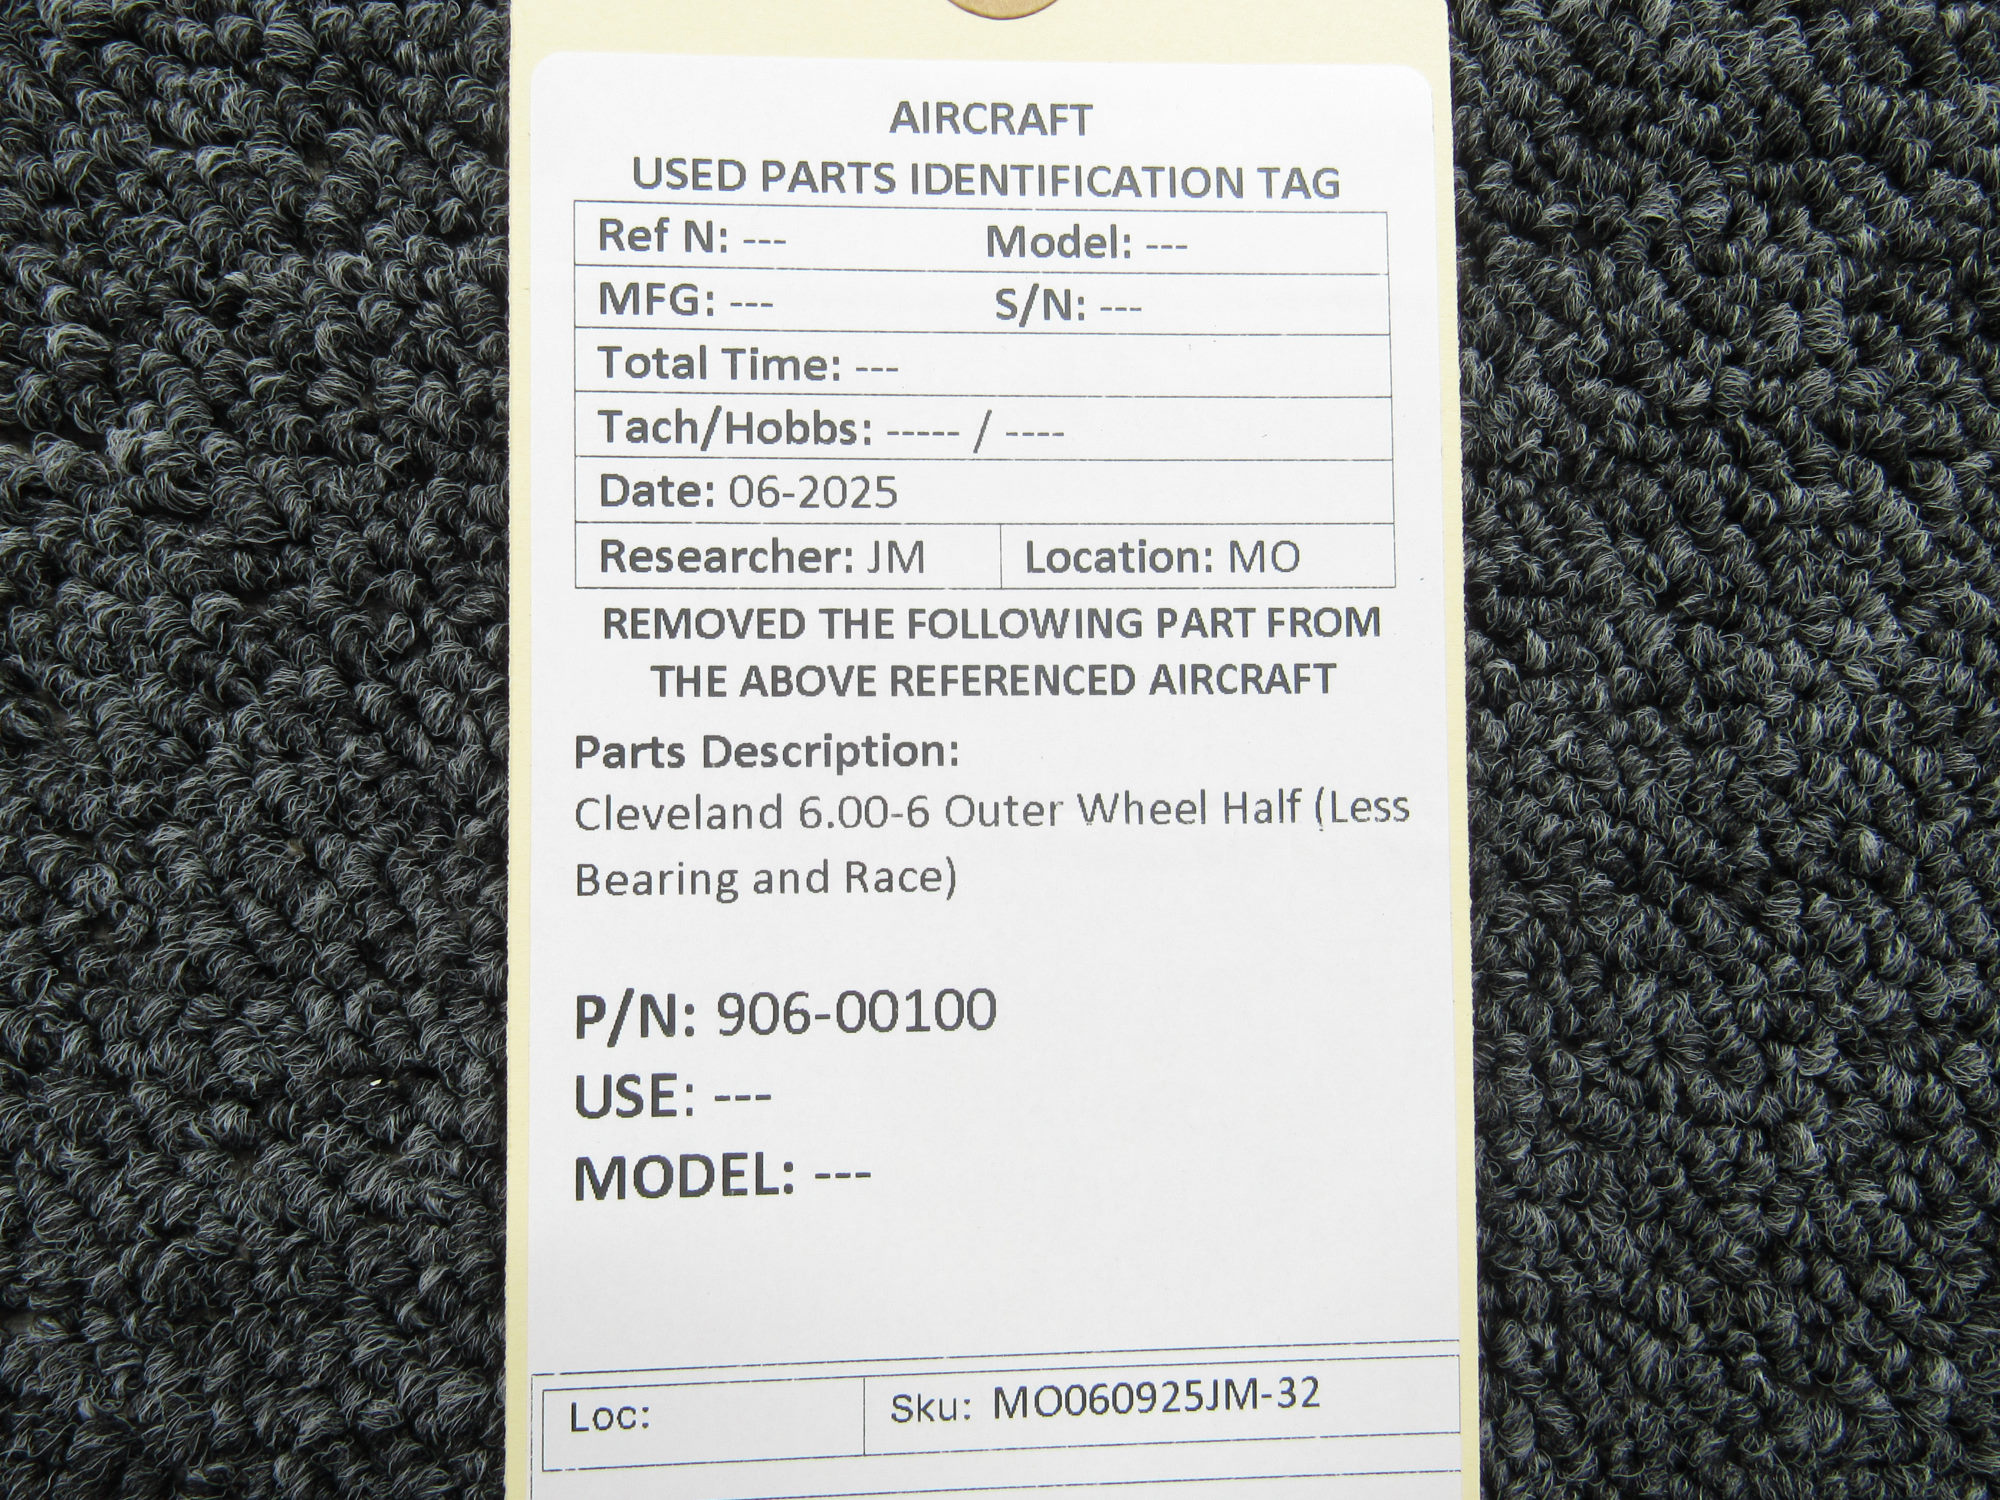 AIRCRAFT
USED PARTS IDENTIFICATION TAG
Ref N: --- Model: ---
MFG: --- S/N: ---
Total Time: ---
Tach/Hobbs: ----- / ----
Date: 06-2025
Researcher: JM Location: MO
REMOVED THE FOLLOWING PART FROM
THE ABOVE REFERENCED AIRCRAFT
Parts Description:
Cleveland 6.00-6 Outer Wheel Half (Less
Bearing and Race)
P/N: 906-00100
USE: ---
MODEL: ---
Loc: Sku: MO060925JM-32